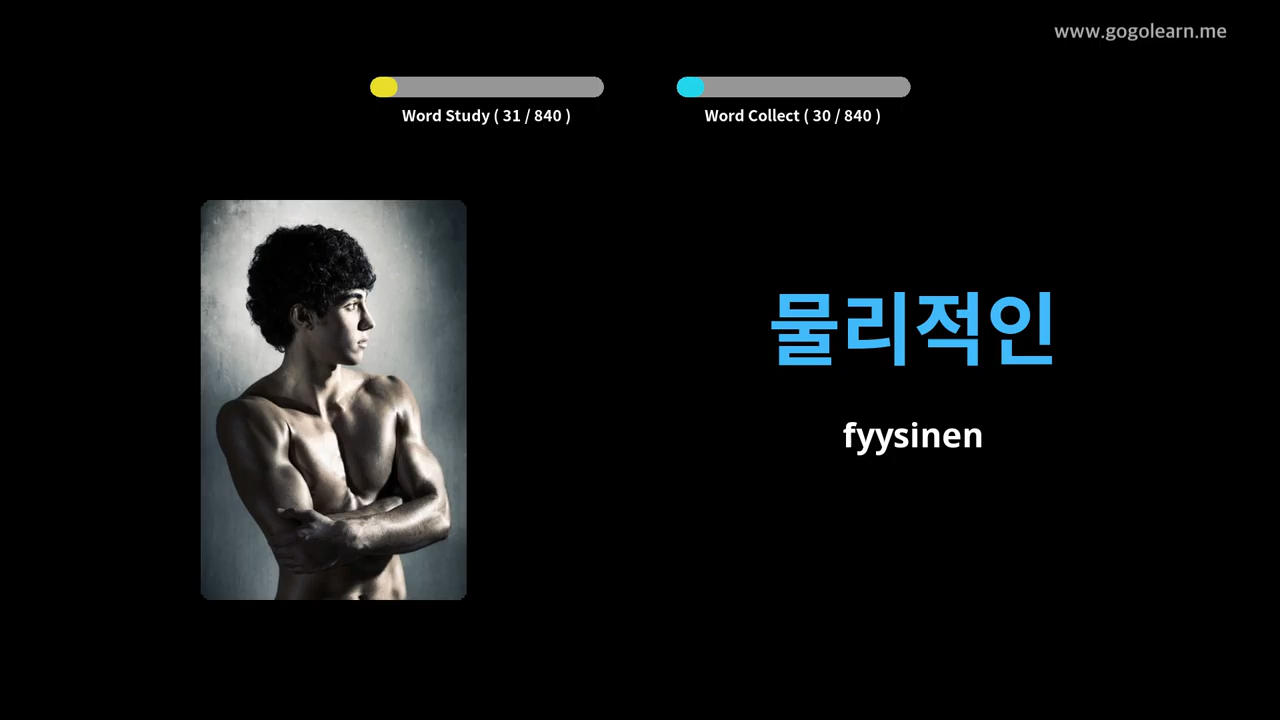 www.gogolearn.me
Word Study ( 31 / 840 )
Word Collect ( 30 / 840 )
물리적인
fyysinen